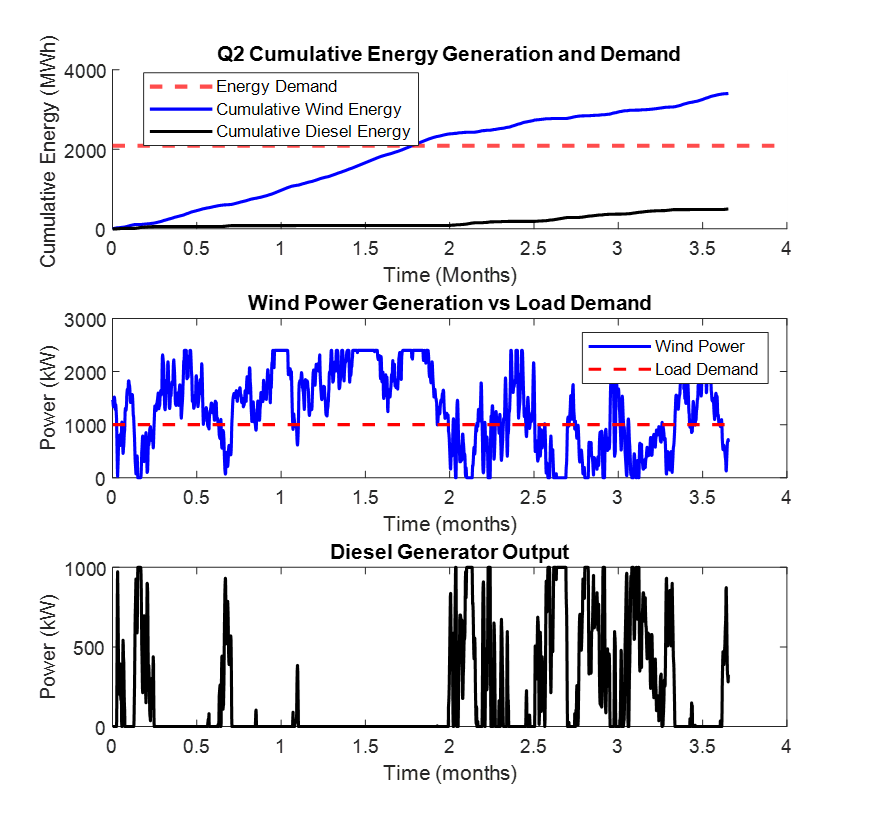 Q2 Cumulative Energy Generation and Demand
Cumulative Energy (MWh)
4000
2000
0
Energy Demand
Cumulative Wind Energy
Cumulative Diesel Energy
0 0.5 1 1.5 2 2.5 3 3.5 4
Time (Months)
Wind Power Generation vs Load Demand
Power (kW)
3000
2000
1000
0
Wind Power
Load Demand
0 0.5 1 1.5 2 2.5 3 3.5 4
Time (months)
Diesel Generator Output
Power (kW)
1000
500
0
0 0.5 1 1.5 2 2.5 3 3.5 4
Time (months)